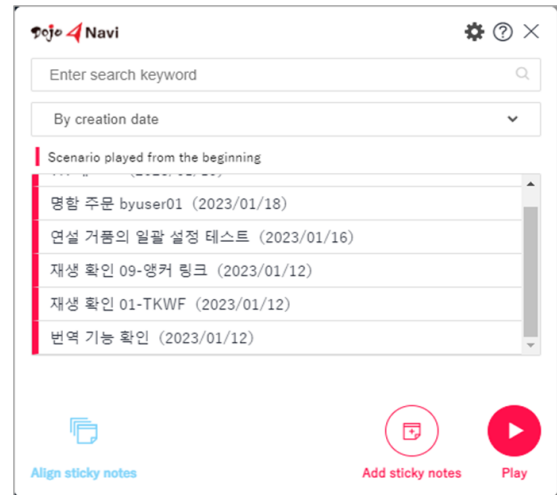 Dojo 4 Navi
Enter search keyword
By creation date
Scenario played from the beginning
명함 주문 byuser01 (2023/01/18)
연설 거품의 일괄 설정 테스트 (2023/01/16)
재생 확인 09-앵커 링크 (2023/01/12)
재생 확인 01-TKWF (2023/01/12)
번역 기능 확인 (2023/01/12)
Align sticky notes
Add sticky notes
Play